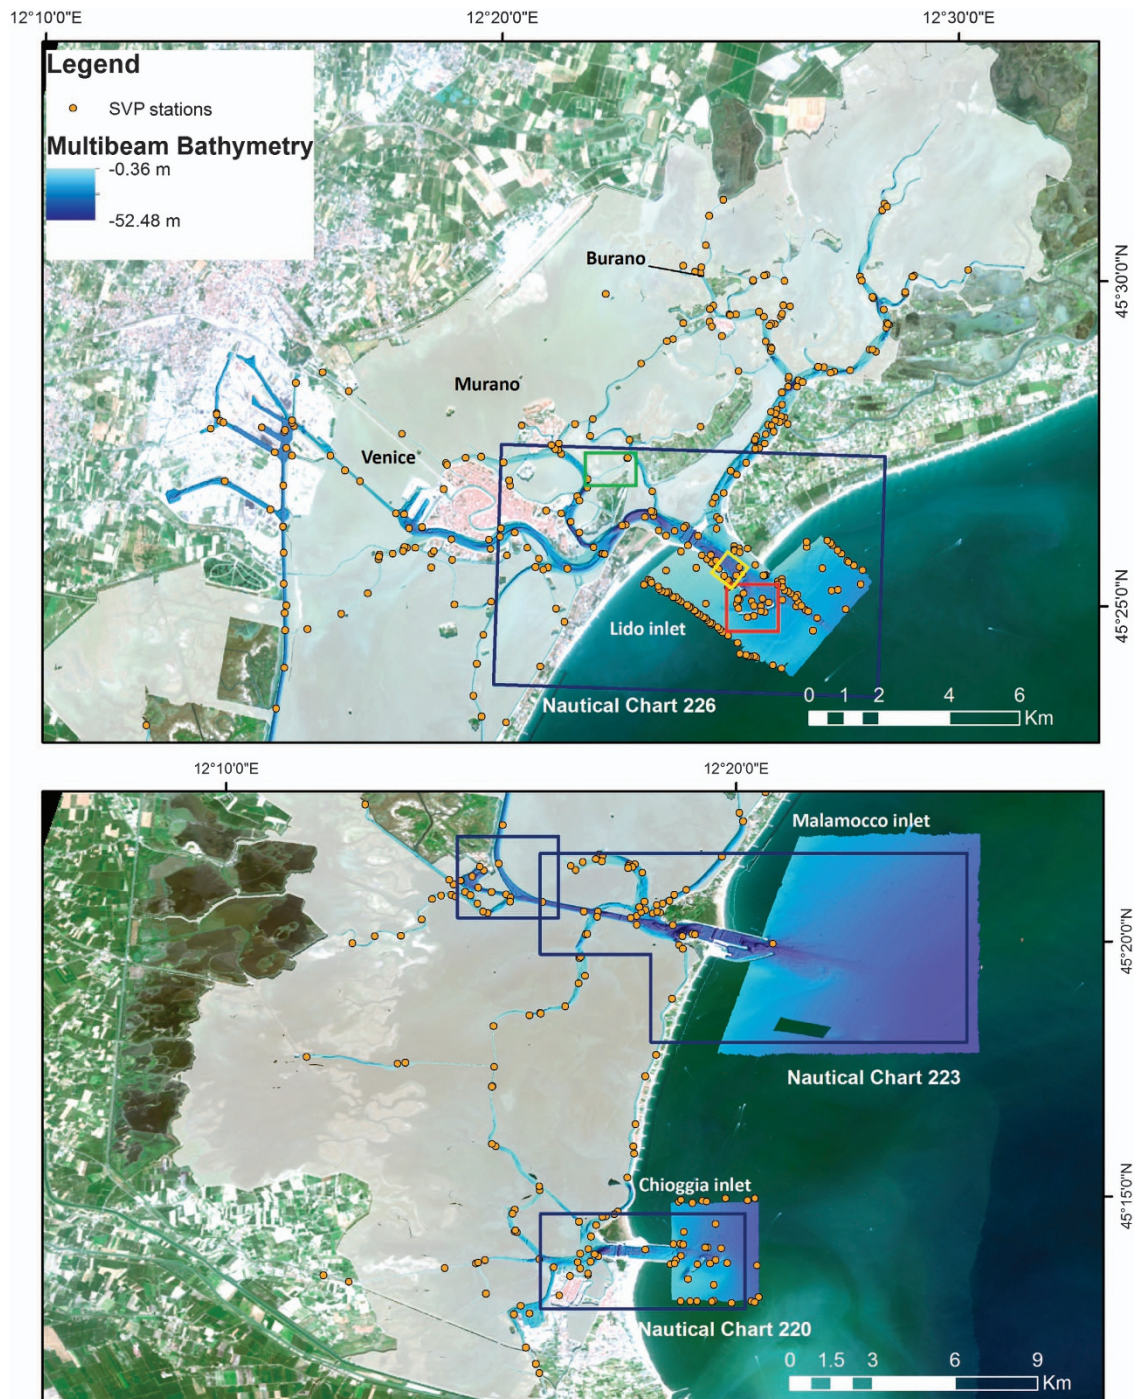 12°10'0"E 12°20'0"E 12°30'0"E
Legend
SVP stations
Multibeam Bathymetry
-0.36 m
-52.48 m
Burano
45°30'0"N
Murano
Venice
Lido inlet
45°25'0"N
Nautical Chart 226
0 1 2 4 6
Km
12°10'0"E 12°20'0"E
Malamocco inlet
45°20'0"N
Nautical Chart 223
Chioggia inlet
45°15'0"N
Nautical Chart 220
0 1.5 3 6 9
Km